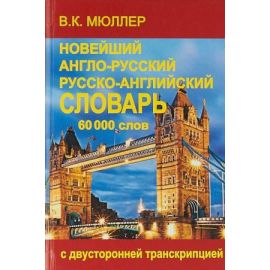 В.К. МЮЛЛЕР
НОВЕЙШИЙ
АНГЛО-РУССКИЙ
РУССКО-АНГЛИЙСКИЙ
СЛОВАРЬ
60 000 слов
с двусторонней транскрипцией